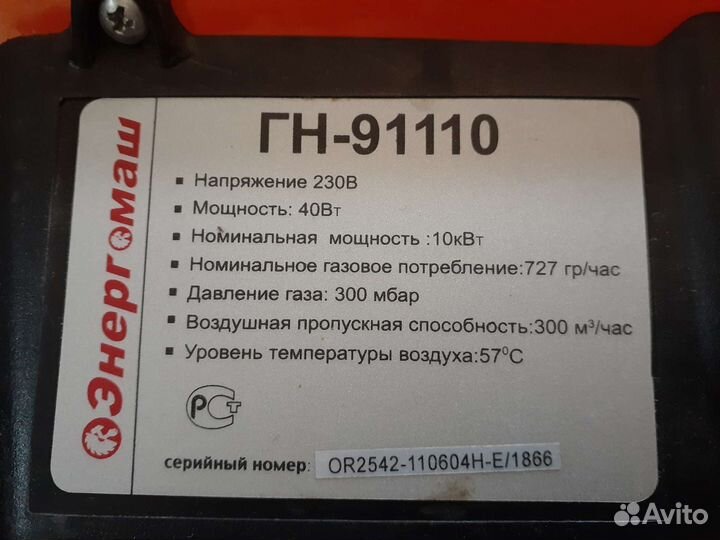 Энергомаш
ГН-91110
▪ Напряжение 230В
▪ Мощность: 40Вт
▪ Номинальная мощность :10кВт
▪ Номинальное газовое потребление:727 гр/час
▪ Давление газа: 300 мбар
▪ Воздушная пропускная способность:300 м³/час
▪ Уровень температуры воздуха:57⁰С
РСТ
серийный номер: OR2542-110604H-E/1866
Avito